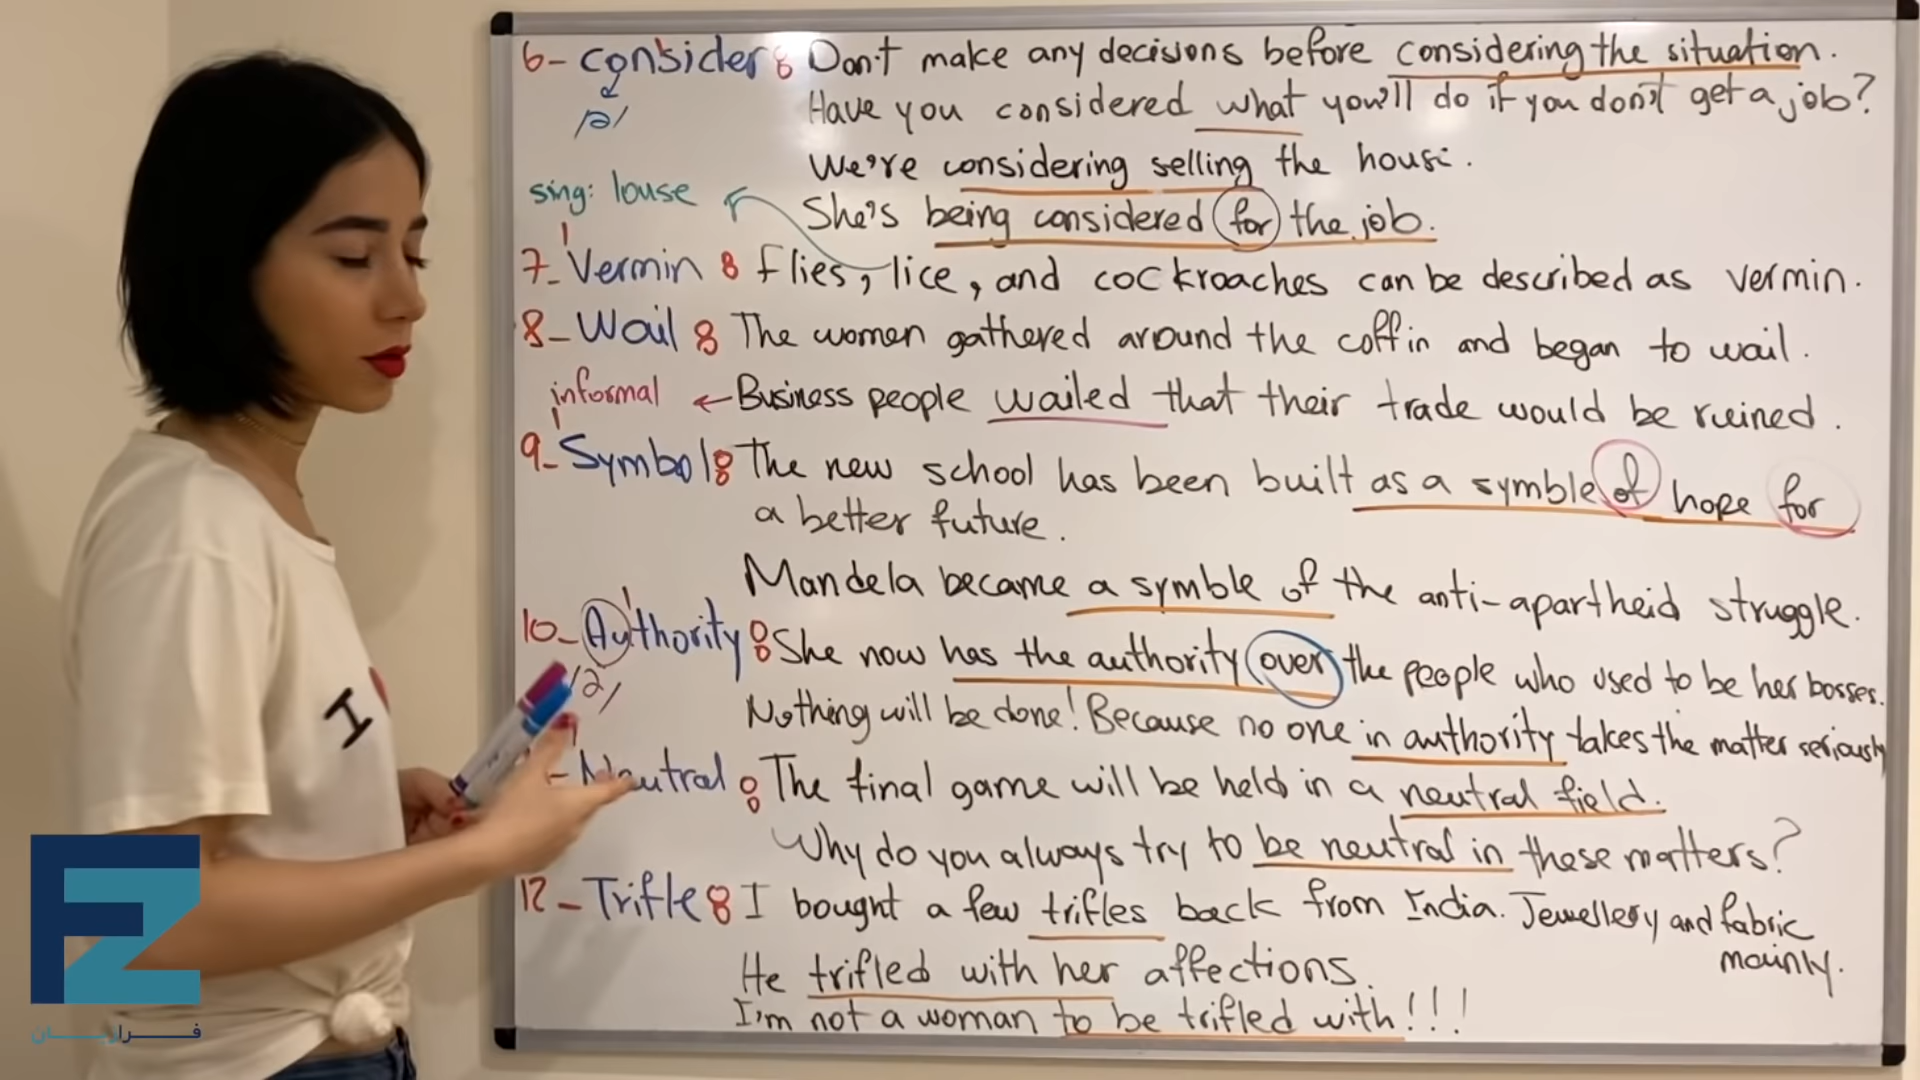 6- consider: Don't make any decisions before considering the situation.
/ə/
Have you considered what you'll do if you don't get a job?
We're considering selling the house.
sing: louse
She's being considered for the job.
7- Vermin: flies, lice, and cockroaches can be described as vermin.
8- Wail: The women gathered around the coffin and began to wail.
informal ← Business people wailed that their trade would be ruined.
9- Symbol: The new school has been built as a symble of hope for
a better future.
Mandela became a symble of the anti-apartheid struggle.
10- Authority: She now has the authority over the people who used to be her bosses.
Nothing will be done! Because no one in authority takes the matter seriously
- Neutral: The final game will be held in a neutral field.
Why do you always try to be neutral in these matters?
12- Trifle: I bought a few trifles back from India. Jewellery and fabric
mainly.
He trifled with her affections.
I'm not a woman to be trifled with!!!
I
FZ
فرازبان